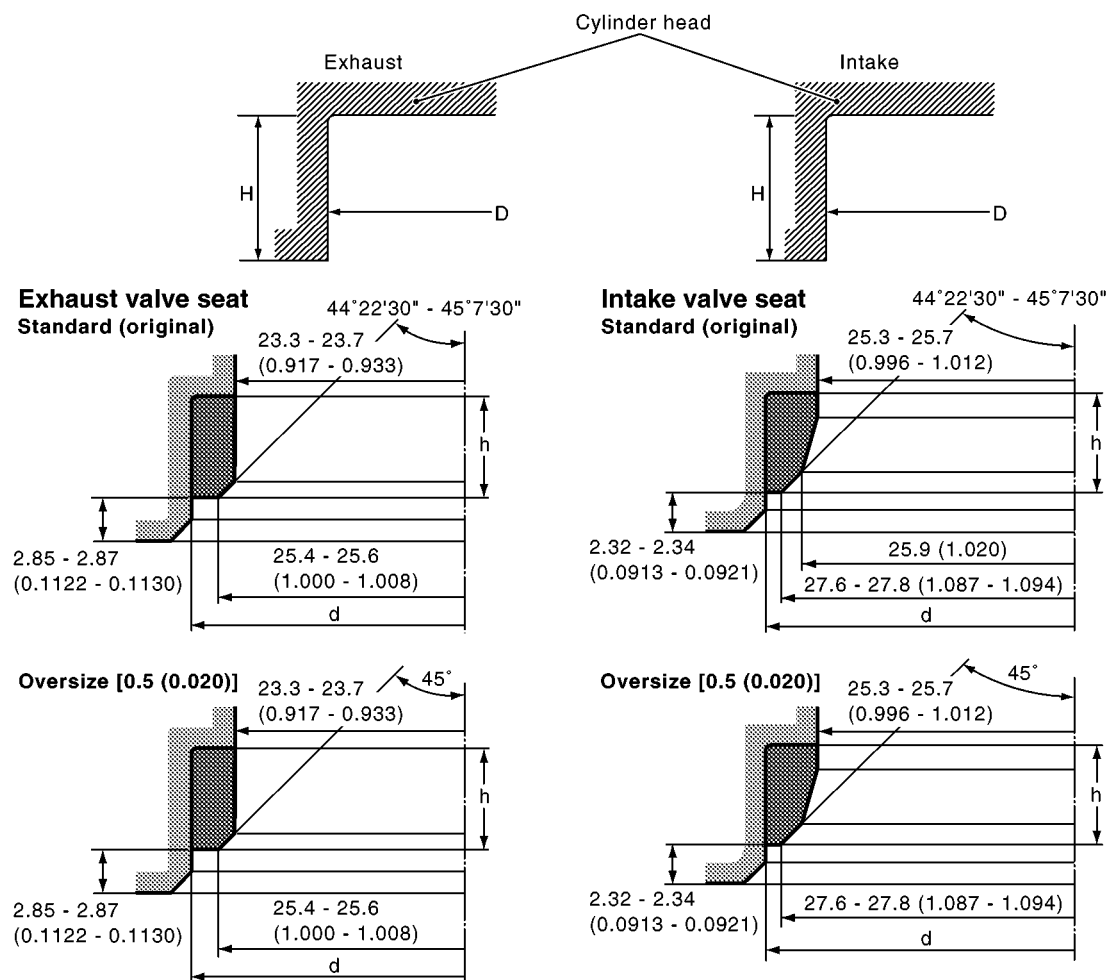 Cylinder head
Exhaust
Intake
H
D
H
D
Exhaust valve seat
Standard (original)
44°22'30" - 45°7'30"
23.3 - 23.7
(0.917 - 0.933)
h
2.85 - 2.87
(0.1122 - 0.1130)
25.4 - 25.6
(1.000 - 1.008)
d
Intake valve seat
Standard (original)
44°22'30" - 45°7'30"
25.3 - 25.7
(0.996 - 1.012)
h
2.32 - 2.34
(0.0913 - 0.0921)
25.9 (1.020)
27.6 - 27.8 (1.087 - 1.094)
d
Oversize [0.5 (0.020)]
45°
23.3 - 23.7
(0.917 - 0.933)
h
2.85 - 2.87
(0.1122 - 0.1130)
25.4 - 25.6
(1.000 - 1.008)
d
Oversize [0.5 (0.020)]
45°
25.3 - 25.7
(0.996 - 1.012)
h
2.32 - 2.34
(0.0913 - 0.0921)
27.6 - 27.8 (1.087 - 1.094)
d